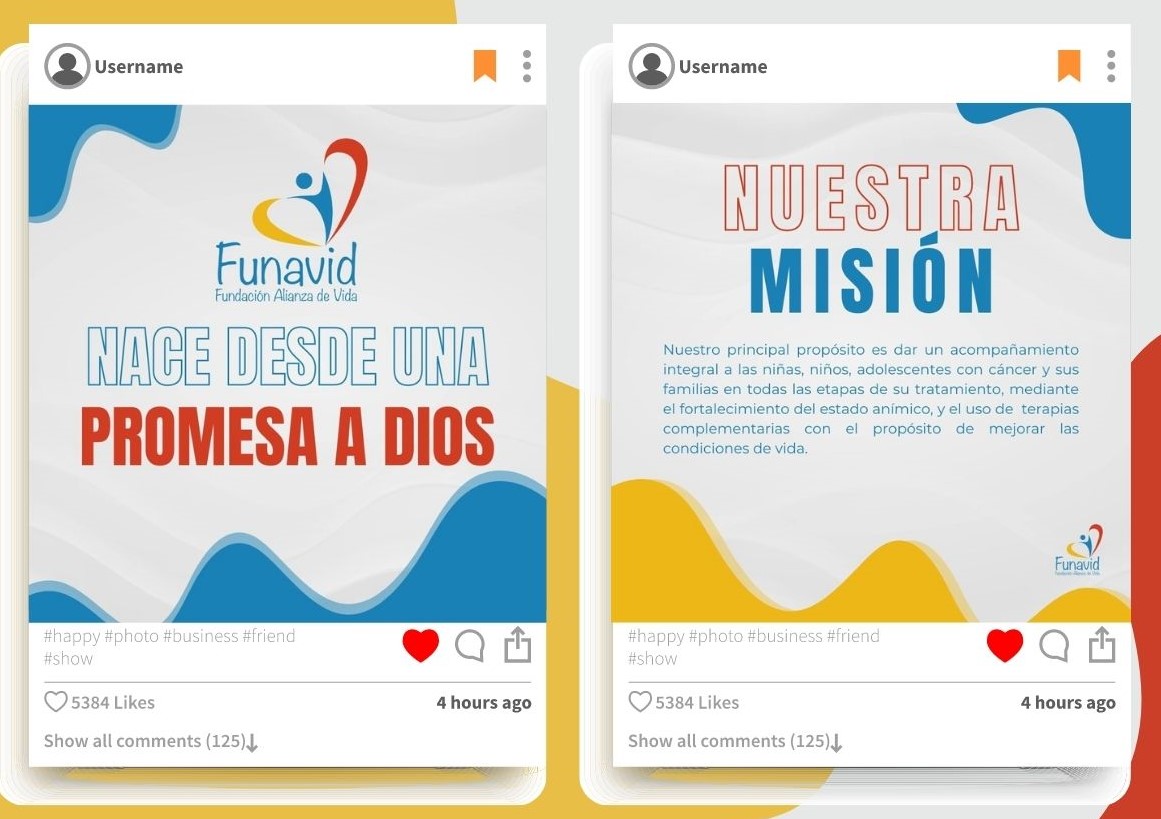 Username
Funavid
Fundación Alianza de Vida
NACE DESDE UNA
PROMESA A DIOS
#happy #photo #business #friend
#show
5384 Likes
4 hours ago
Show all comments (125)
Username
NUESTRA
MISIÓN
Nuestro principal propósito es dar un acompañamiento
integral a las niñas, niños, adolescentes con cáncer y sus
familias en todas las etapas de su tratamiento, mediante
el fortalecimiento del estado anímico, y el uso de terapias
complementarias con el propósito de mejorar las
condiciones de vida.
Funavid
Fundación Alianza de Vida
#happy #photo #business #friend
#show
5384 Likes
4 hours ago
Show all comments (125)